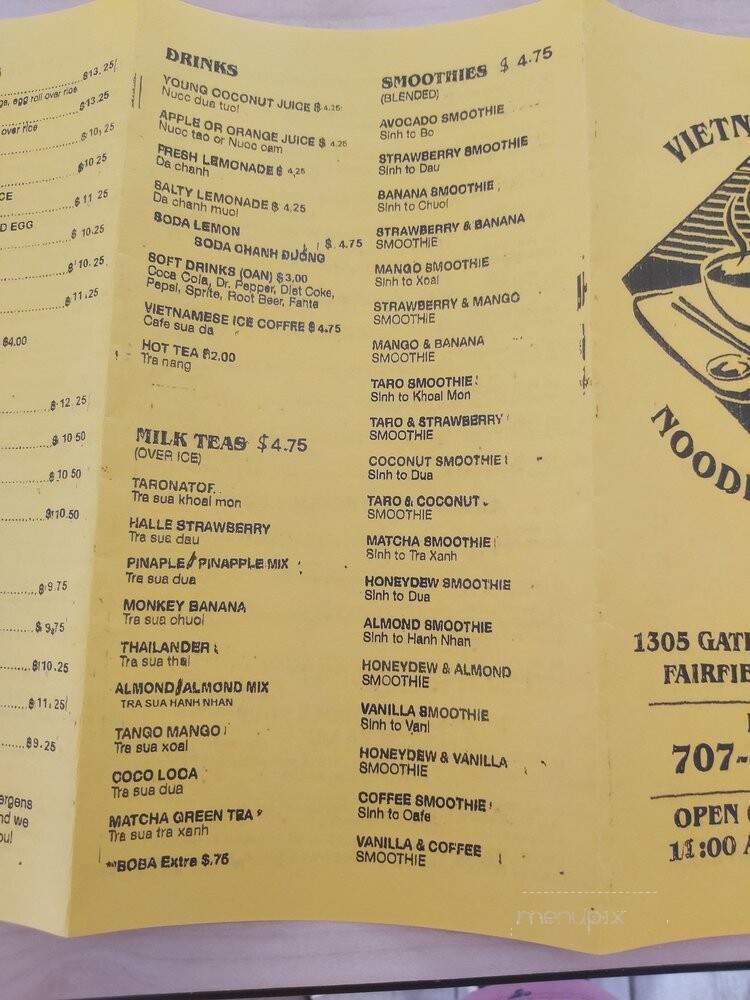 $13.25
egg roll over rice
$13.25
over rice
$10.25
$10.25
$11.25
D EGG
$10.25
$10.25
$11.25
$4.00
$12.25
$10 50
$10 50
$10.50
$9.75
$9.75
$10.25
$11.25
$9.25
DRINKS
YOUNG COCONUT JUICE $ 4.25
Nuoc dua tuoi
APPLE OR ORANGE JUICE $ 4.25
Nuoc tao or Nuoc cam
FRESH LEMONADE $ 4.25
Da chanh
SALTY LEMONADE $ 4.25
Da chanh muoi
SODA LEMON
SODA CHANH DUONG $ 4.75
SOFT DRINKS (CAN) $3.00
Coca Cola, Dr. Pepper, Diet Coke,
Pepsi, Sprite, Root Beer, Fanta
VIETNAMESE ICE COFFRE $4.75
Cafe sua da
HOT TEA $2.00
Tra nang
MILK TEAS $4.75
(OVER ICE)
TARONATOR
Tra sua khoai mon
HALLE STRAWBERRY
Tra sua dau
PINAPLE/PINAPPLE MIX
Tra sua dua
MONKEY BANANA
Tra sua chuoi
THAILANDER
Tra sua thai
ALMOND/ALMOND MIX
TRA SUA HANH NHAN
TANGO MANGO
Tra sua xoai
COCO LOCA
Tra sua dua
MATCHA GREEN TEA
Tra sua tra xanh
**BOBA Extra $.75
SMOOTHIES $ 4.75
(BLENDED)
AVOCADO SMOOTHIE
Sinh to Bo
STRAWBERRY SMOOTHIE
Sinh to Dau
BANANA SMOOTHIE
Sinh to Chuoi
STRAWBERRY & BANANA
SMOOTHIE
MANGO SMOOTHIE
Sinh to Xoai
STRAWBERRY & MANGO
SMOOTHIE
MANGO & BANANA
SMOOTHIE
TARO SMOOTHIE
Sinh to Khoai Mon
TARO & STRAWBERRY
SMOOTHIE
COCONUT SMOOTHIE
Sinh to Dua
TARO & COCONUT
SMOOTHIE
MATCHA SMOOTHIE
Sinh to Tra Xanh
HONEYDEW SMOOTHIE
Sinh to Dua
ALMOND SMOOTHIE
Sinh to Hanh Nhan
HONEYDEW & ALMOND
SMOOTHIE
VANILLA SMOOTHIE
Sinh to Vani
HONEYDEW & VANILLA
SMOOTHIE
COFFEE SMOOTHIE
Sinh to Cafe
VANILLA & COFFEE
SMOOTHIE
VIETN
NOOD
1305 GAT
FAIRFIE
707-
OPEN
11:00 A
menupix